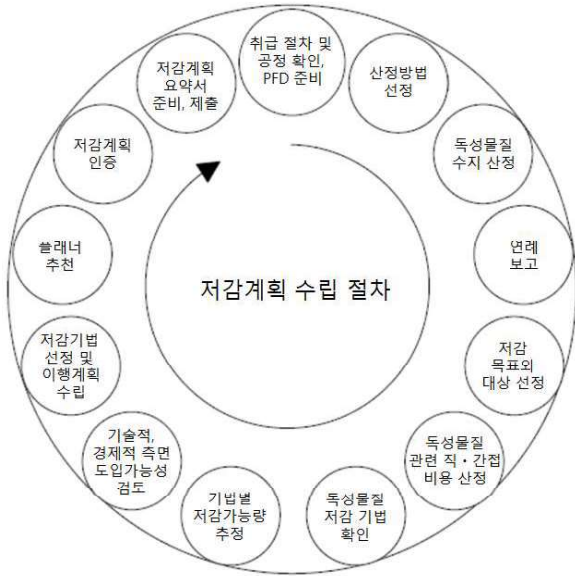 취급 절차 및
공정 확인,
PFD 준비
산정방법
선정
독성물질
수지 산정
연례
보고
저감
목표외
대상 선정
독성물질
관련 직・간접
비용 산정
독성물질
저감 기법
확인
기법별
저감가능량
추정
기술적,
경제적 측면
도입가능성
검토
저감기법
선정 및
이행계획
수립
플래너
추천
저감계획
인증
저감계획
요약서
준비, 제출
저감계획 수립 절차